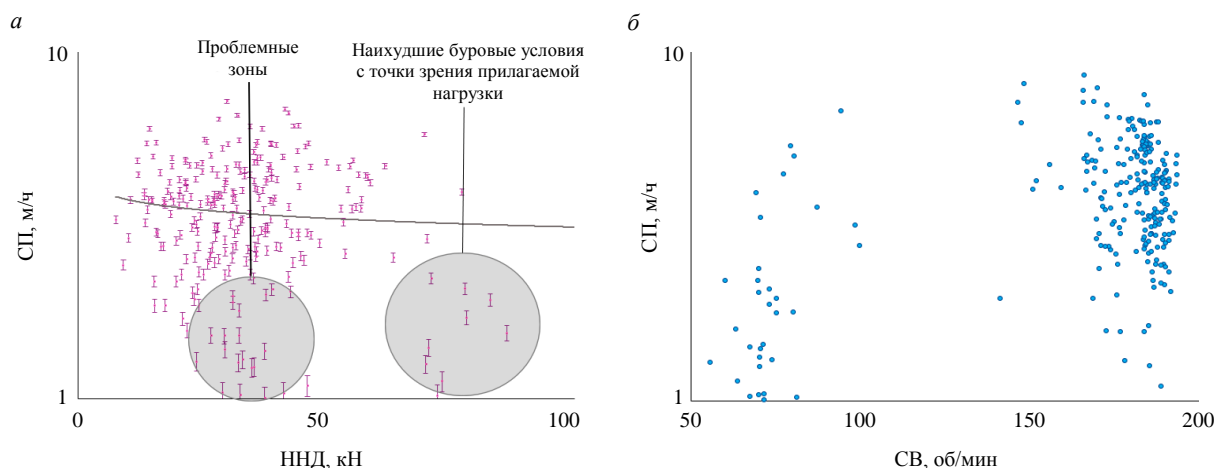 а
Проблемные
зоны
Наихудшие буровые условия
с точки зрения прилагаемой
нагрузки
10
СП, м/ч
1
0
50
100
ННД, кН
б
10
СП, м/ч
1
50
100
150
200
СВ, об/мин